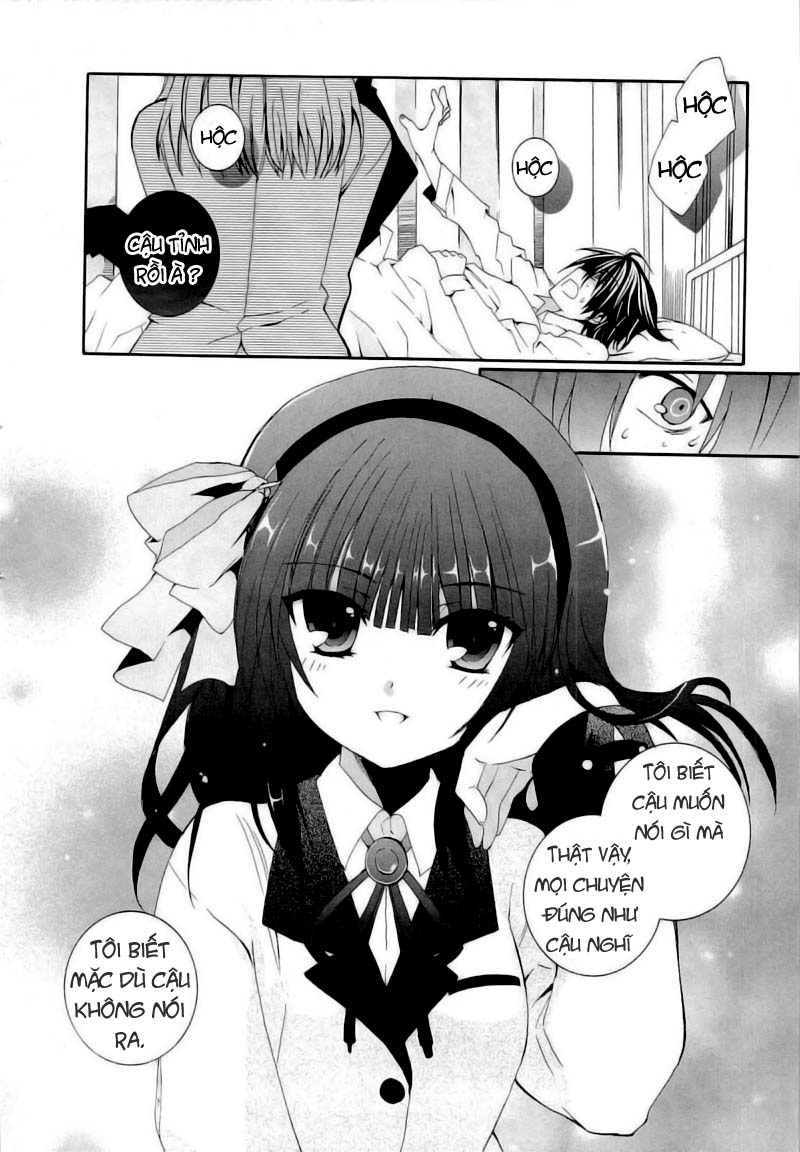 HỘC
HỘC
HỘC
HỘC
CẬU TỈNH
RỒI À?
TÔI BIẾT
CẬU MUỐN
NÓI GÌ MÀ
THẬT VẬY,
MỌI CHUYỆN
ĐÚNG NHƯ
CẬU NGHĨ
TÔI BIẾT
MẶC DÙ CẬU
KHÔNG NÓI
RA.